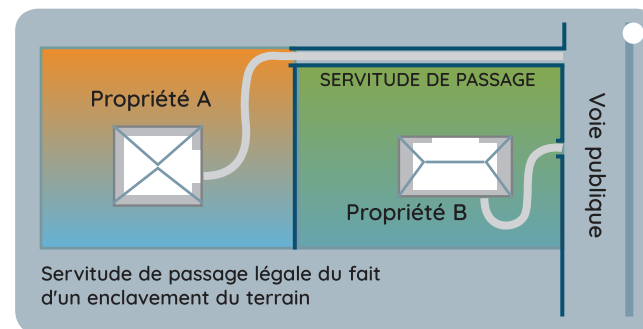 Propriété A
SERVITUDE DE PASSAGE
Propriété B
Voie publique
Servitude de passage légale du fait
d'un enclavement du terrain